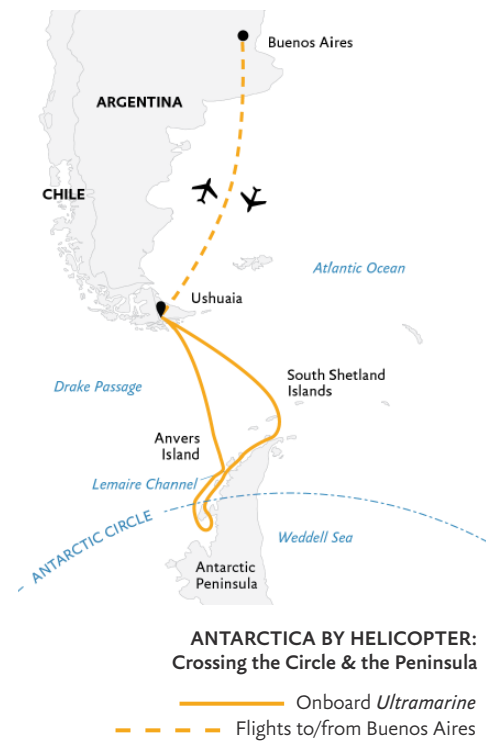 Buenos Aires
ARGENTINA
CHILE
Atlantic Ocean
Ushuaia
South Shetland
Islands
Drake Passage
Anvers
Island
Lemaire Channel
ANTARCTIC CIRCLE
Weddell Sea
Antarctic
Peninsula
ANTARCTICA BY HELICOPTER:
Crossing the Circle & the Peninsula
Onboard Ultramarine
Flights to/from Buenos Aires